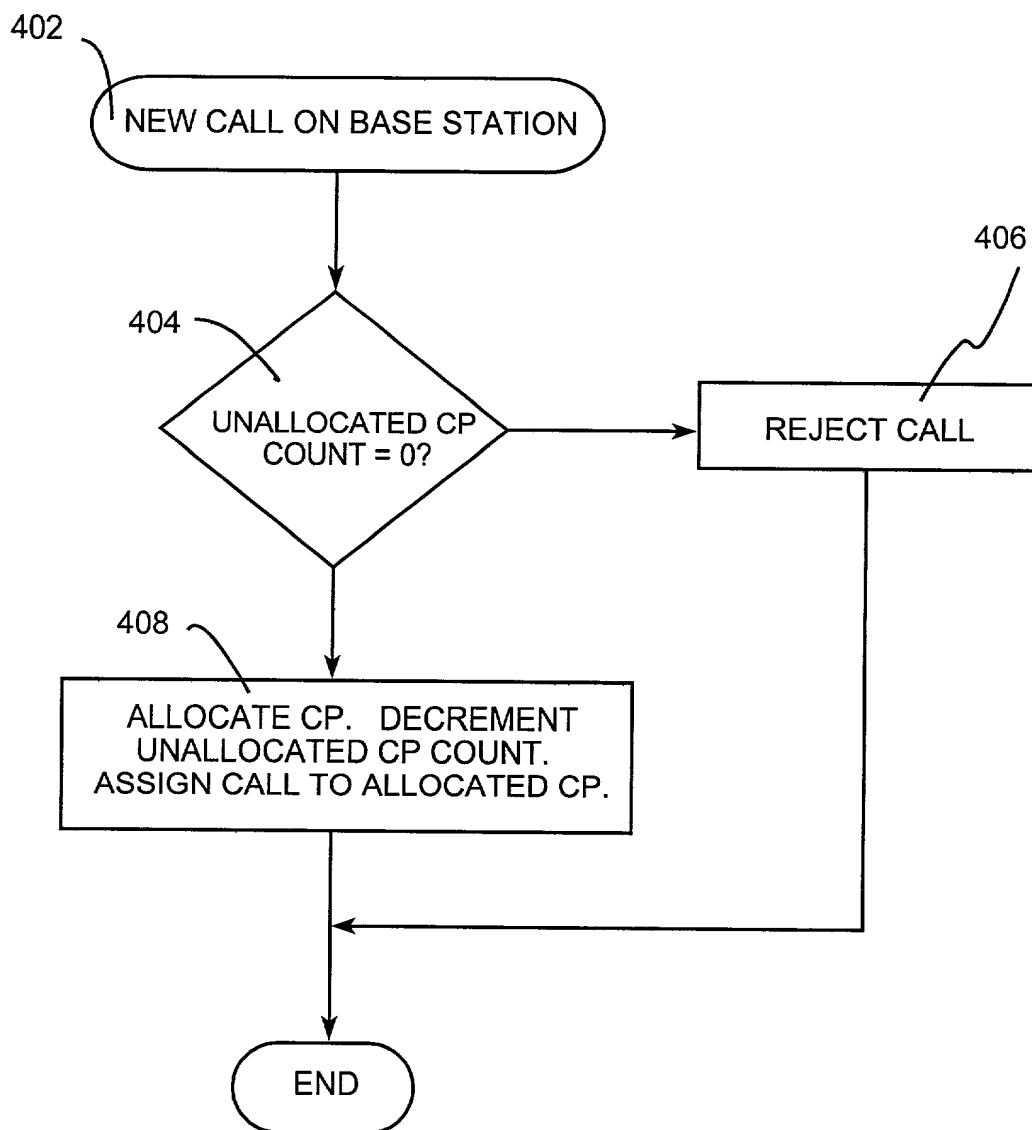 402
NEW CALL ON BASE STATION
404
UNALLOCATED CP
COUNT = 0?
406
REJECT CALL
408
ALLOCATE CP. DECREMENT
UNALLOCATED CP COUNT.
ASSIGN CALL TO ALLOCATED CP.
END